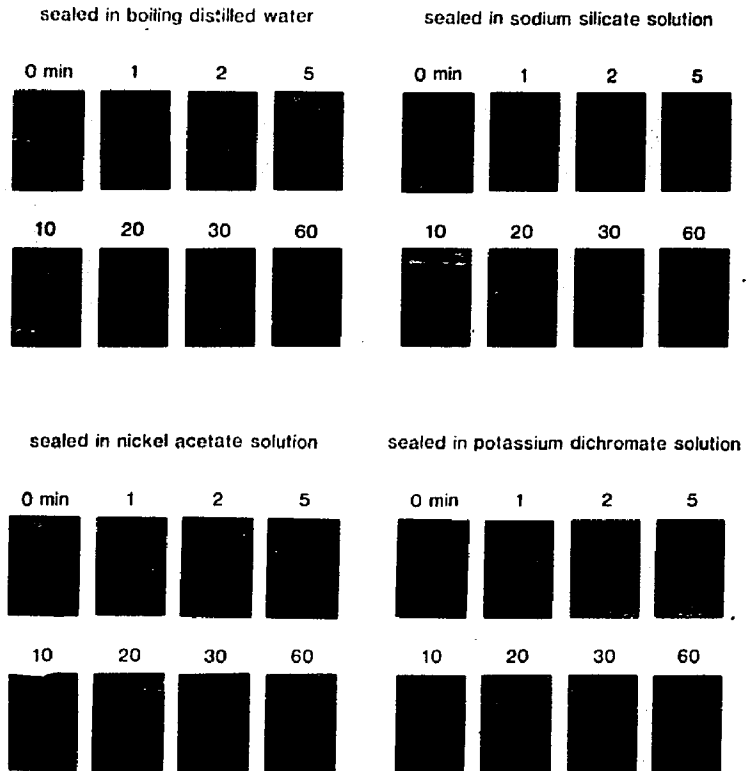 sealed in boiling distilled water
0 min 1 2 5
10 20 30 60
sealed in sodium silicate solution
0 min 1 2 5
10 20 30 60
sealed in nickel acetate solution
0 min 1 2 5
10 20 30 60
sealed in potassium dichromate solution
0 min 1 2 5
10 20 30 60